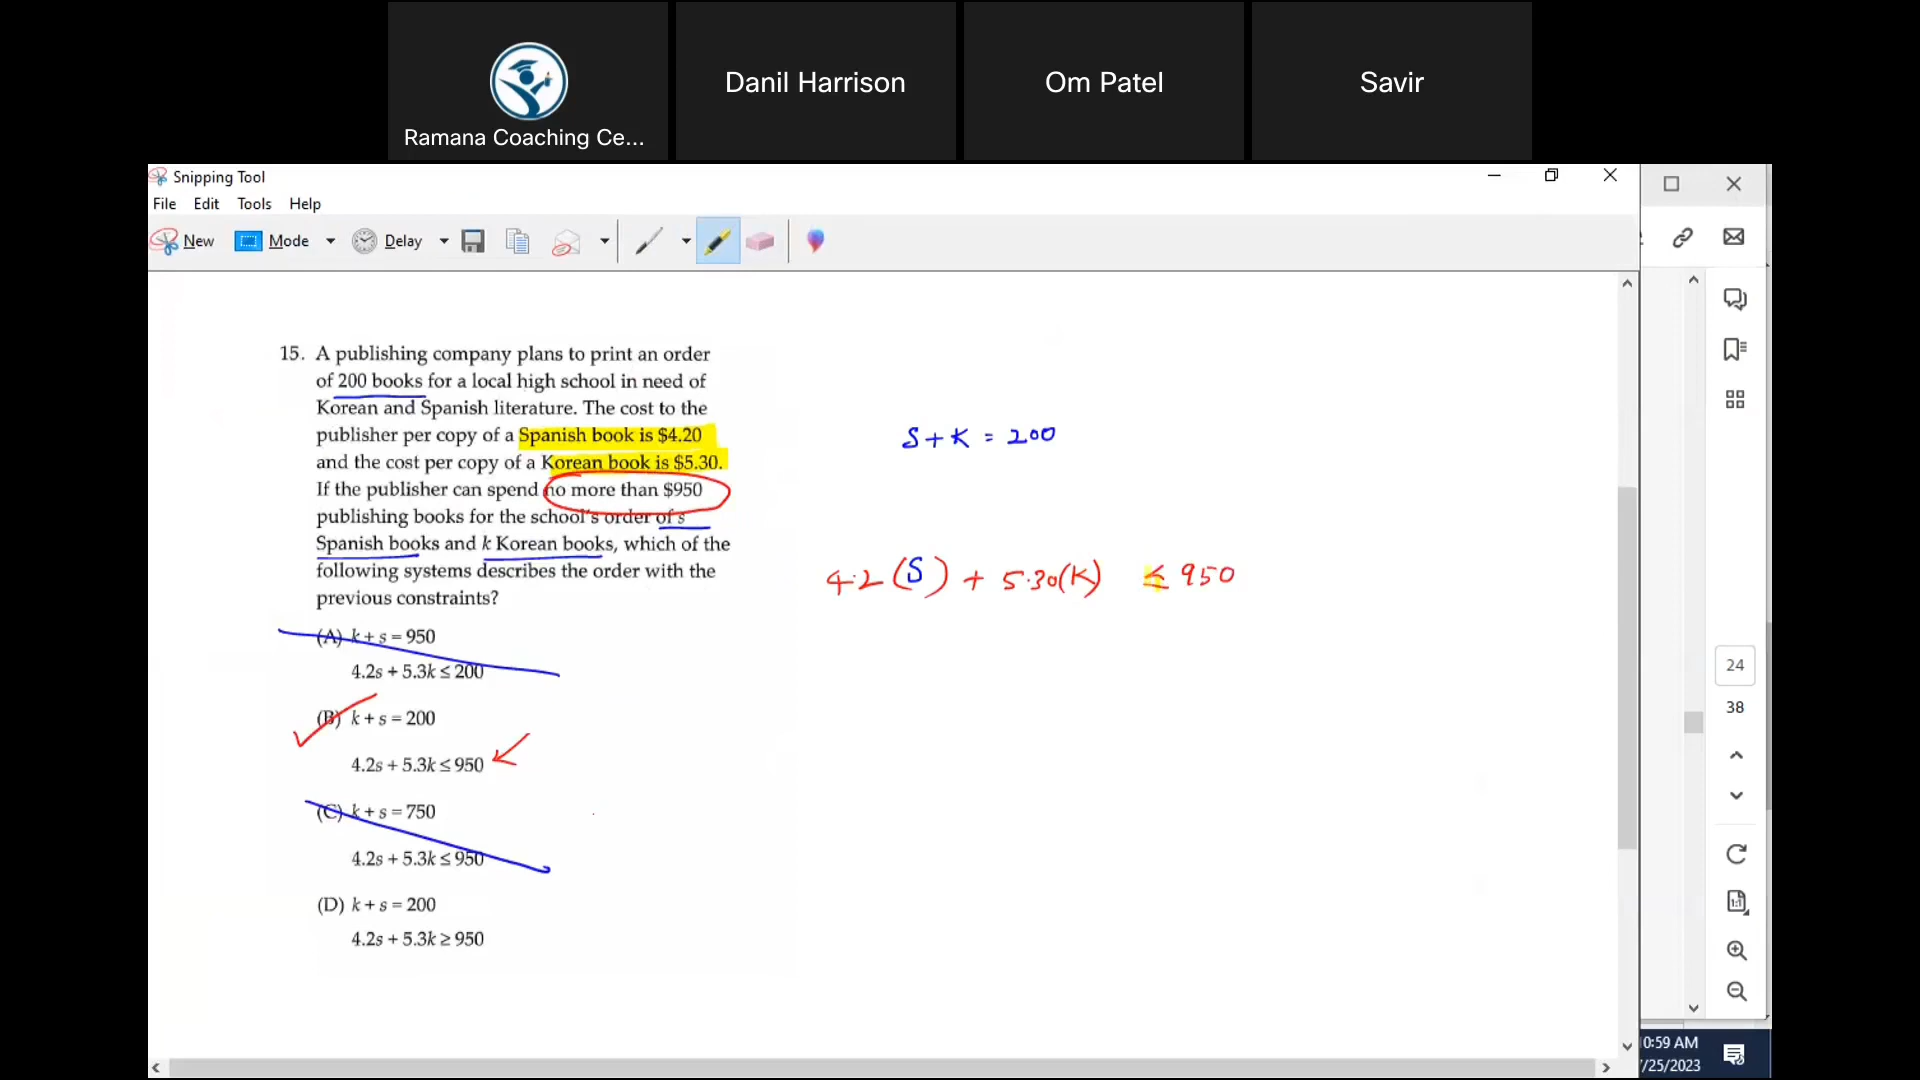 Ramana Coaching Ce...
Danil Harrison
Om Patel
Savir
Snipping Tool
File Edit Tools Help
New Mode Delay
15. A publishing company plans to print an order
of 200 books for a local high school in need of
Korean and Spanish literature. The cost to the
publisher per copy of a Spanish book is $4.20
and the cost per copy of a Korean book is $5.30.
If the publisher can spend no more than $950
publishing books for the school's order of s
Spanish books and k Korean books, which of the
following systems describes the order with the
previous constraints?
(A) k + s = 950
4.2s + 5.3k ≤ 200
(B) k + s = 200
4.2s + 5.3k ≤ 950
(C) k + s = 750
4.2s + 5.3k ≤ 950
(D) k + s = 200
4.2s + 5.3k ≥ 950
S + K = 200
4.2 (S) + 5.30(K) ≤ 950
24
38
1:1
0:59 AM
/25/2023